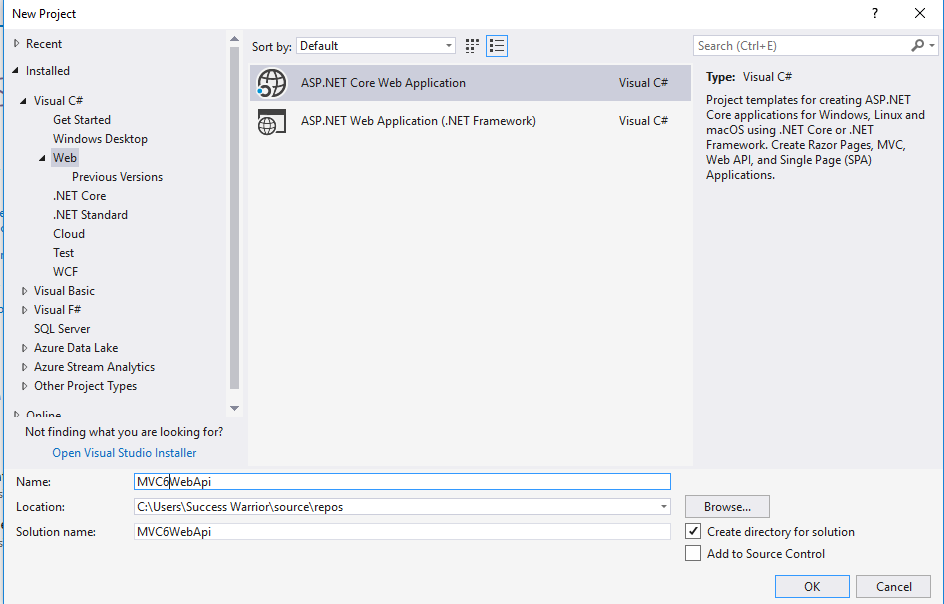 New Project
?
Recent
Installed
Visual C#
Get Started
Windows Desktop
Web
Previous Versions
.NET Core
.NET Standard
Cloud
Test
WCF
Visual Basic
Visual F#
SQL Server
Azure Data Lake
Azure Stream Analytics
Other Project Types
Online
Not finding what you are looking for?
Open Visual Studio Installer
Sort by: Default
ASP.NET Core Web Application Visual C#
ASP.NET Web Application (.NET Framework) Visual C#
Search (Ctrl+E)
Type: Visual C#
Project templates for creating ASP.NET
Core applications for Windows, Linux and
macOS using .NET Core or .NET
Framework. Create Razor Pages, MVC,
Web API, and Single Page (SPA)
Applications.
Name: MVC6WebApi
Location: C:\Users\Success Warrior\source\repos
Browse...
Solution name: MVC6WebApi
Create directory for solution
Add to Source Control
OK Cancel